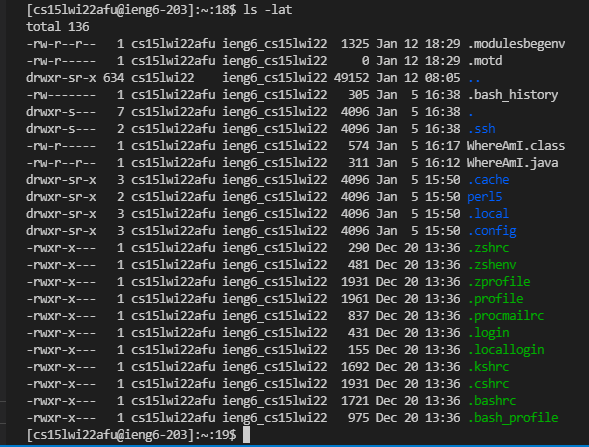 [cs15lwi22afu@ieng6-203]:~:18$ ls -lat
total 136
-rw-r--r--   1 cs15lwi22afu ieng6_cs15lwi22  1325 Jan 12 18:29 .modulesbegenv
-rw-r--r--   1 cs15lwi22afu ieng6_cs15lwi22     0 Jan 12 18:29 .motd
drwxr-sr-x 634 cs15lwi22    ieng6_cs15lwi22 49152 Jan 12 08:05 ..
-rw-------   1 cs15lwi22afu ieng6_cs15lwi22   305 Jan  5 16:38 .bash_history
drwxr-s---   7 cs15lwi22afu ieng6_cs15lwi22  4096 Jan  5 16:38 .
drwxr-s---   2 cs15lwi22afu ieng6_cs15lwi22  4096 Jan  5 16:38 .ssh
-rw-r-----   1 cs15lwi22afu ieng6_cs15lwi22   574 Jan  5 16:17 WhereAmI.class
-rw-r-----   1 cs15lwi22afu ieng6_cs15lwi22   311 Jan  5 16:12 WhereAmI.java
drwxr-sr-x   3 cs15lwi22afu ieng6_cs15lwi22  4096 Jan  5 15:50 .cache
drwxr-sr-x   2 cs15lwi22afu ieng6_cs15lwi22  4096 Jan  5 15:50 perl5
drwxr-sr-x   3 cs15lwi22afu ieng6_cs15lwi22  4096 Jan  5 15:50 .local
drwxr-sr-x   3 cs15lwi22afu ieng6_cs15lwi22  4096 Jan  5 15:50 .config
-rwxr-x---   1 cs15lwi22afu ieng6_cs15lwi22   290 Dec 20 13:36 .zshrc
-rwxr-x---   1 cs15lwi22afu ieng6_cs15lwi22   481 Dec 20 13:36 .zshenv
-rwxr-x---   1 cs15lwi22afu ieng6_cs15lwi22  1931 Dec 20 13:36 .zprofile
-rwxr-x---   1 cs15lwi22afu ieng6_cs15lwi22  1961 Dec 20 13:36 .profile
-rwxr-x---   1 cs15lwi22afu ieng6_cs15lwi22   837 Dec 20 13:36 .procmailrc
-rwxr-x---   1 cs15lwi22afu ieng6_cs15lwi22   431 Dec 20 13:36 .login
-rwxr-x---   1 cs15lwi22afu ieng6_cs15lwi22   155 Dec 20 13:36 .locallogin
-rwxr-x---   1 cs15lwi22afu ieng6_cs15lwi22  1692 Dec 20 13:36 .kshrc
-rwxr-x---   1 cs15lwi22afu ieng6_cs15lwi22  1931 Dec 20 13:36 .cshrc
-rwxr-x---   1 cs15lwi22afu ieng6_cs15lwi22  1721 Dec 20 13:36 .bashrc
-rwxr-x---   1 cs15lwi22afu ieng6_cs15lwi22   975 Dec 20 13:36 .bash_profile
[cs15lwi22afu@ieng6-203]:~:19$